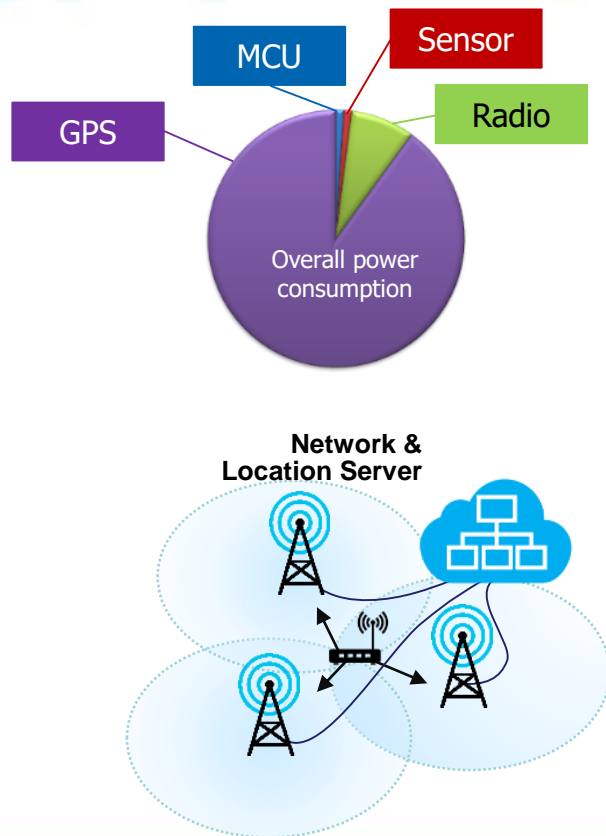 MCU
Sensor
GPS
Radio
Overall power
consumption
Network &
Location Server